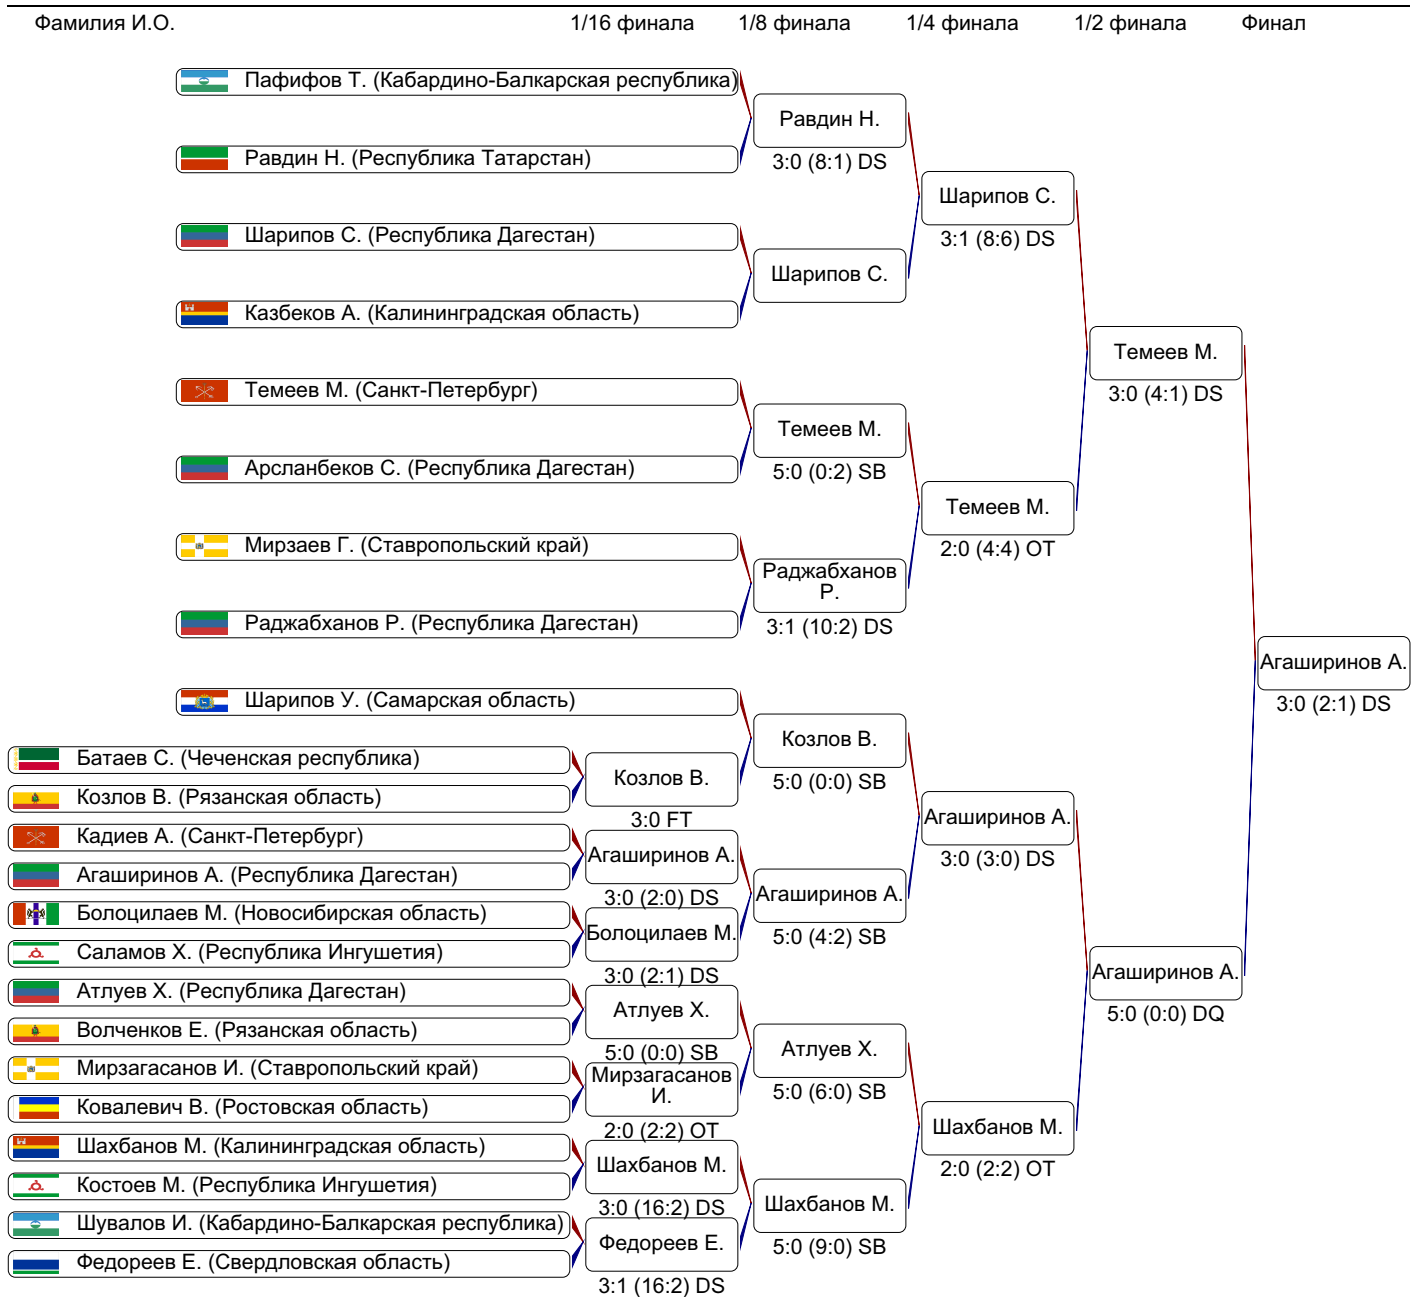 Фамилия И.О.
1/16 финала
1/8 финала
1/4 финала
1/2 финала
Финал
Пафифов Т. (Кабардино-Балкарская республика)
Равдин Н. (Республика Татарстан)
Шарипов С. (Республика Дагестан)
Казбеков А. (Калининградская область)
Темеев М. (Санкт-Петербург)
Арсланбеков С. (Республика Дагестан)
Мирзаев Г. (Ставропольский край)
Раджабханов Р. (Республика Дагестан)
Шарипов У. (Самарская область)
Батаев С. (Чеченская республика)
Козлов В. (Рязанская область)
Кадиев А. (Санкт-Петербург)
Агаширинов А. (Республика Дагестан)
Болоцилаев М. (Новосибирская область)
Саламов Х. (Республика Ингушетия)
Атлуев Х. (Республика Дагестан)
Волченков Е. (Рязанская область)
Мирзагасанов И. (Ставропольский край)
Ковалевич В. (Ростовская область)
Шахбанов М. (Калининградская область)
Костоев М. (Республика Ингушетия)
Шувалов И. (Кабардино-Балкарская республика)
Федореев Е. (Свердловская область)
Козлов В.
3:0 FT
Агаширинов А.
3:0 (2:0) DS
Болоцилаев М.
3:0 (2:1) DS
Атлуев Х.
5:0 (0:0) SB
Мирзагасанов
И.
2:0 (2:2) OT
Шахбанов М.
3:0 (16:2) DS
Федореев Е.
3:1 (16:2) DS
Равдин Н.
3:0 (8:1) DS
Шарипов С.
Темеев М.
5:0 (0:2) SB
Раджабханов
Р.
3:1 (10:2) DS
Козлов В.
5:0 (0:0) SB
Агаширинов А.
5:0 (4:2) SB
Атлуев Х.
5:0 (6:0) SB
Шахбанов М.
5:0 (9:0) SB
Шарипов С.
3:1 (8:6) DS
Темеев М.
2:0 (4:4) OT
Агаширинов А.
3:0 (3:0) DS
Шахбанов М.
2:0 (2:2) OT
Темеев М.
3:0 (4:1) DS
Агаширинов А.
5:0 (0:0) DQ
Агаширинов А.
3:0 (2:1) DS